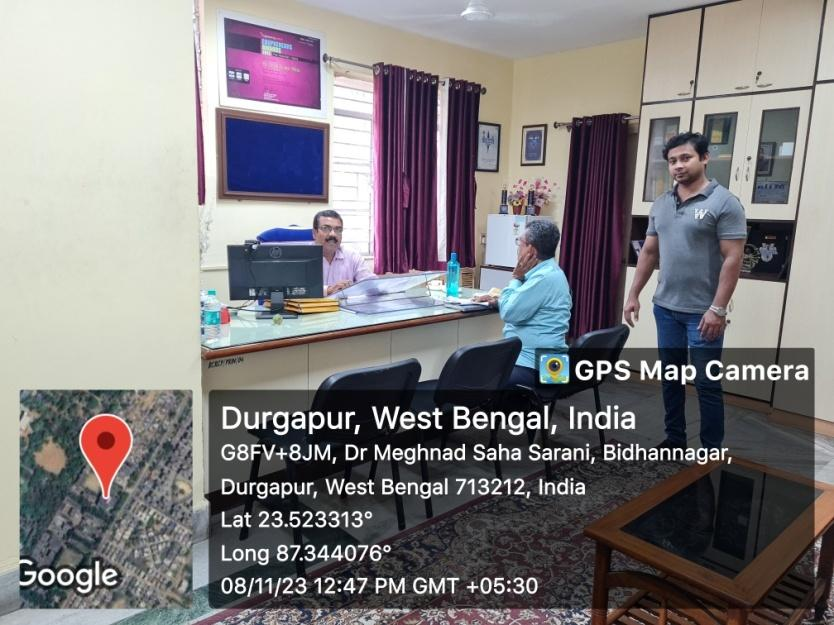 GPS Map Camera
Durgapur, West Bengal, India
G8FV+8JM, Dr Meghnad Saha Sarani, Bidhannagar,
Durgapur, West Bengal 713212, India
Lat 23.523313°
Long 87.344076°
08/11/23 12:47 PM GMT +05:30
Google
hp
W